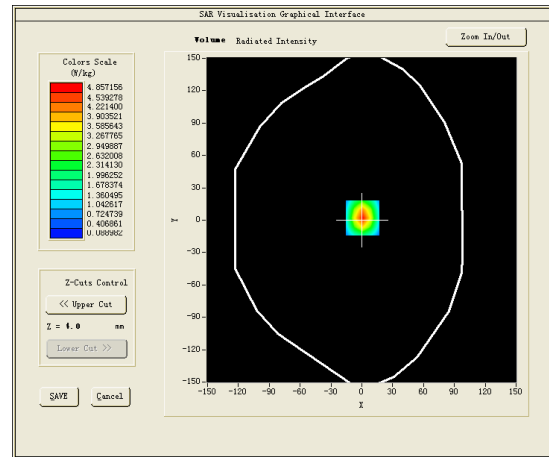 SAR Visualisation Graphical Interface
Volume Radiated Intensity
Zoom In/Out
Colors Scale
(W/kg)
4.857156
4.539278
4.221400
3.903521
3.585643
3.267765
2.949887
2.632008
2.314130
1.996252
1.678374
1.360495
1.042617
0.724739
0.406861
0.088982
150
120
90
60
30
0
-30
-60
-90
-120
-150
Y
-150 -120 -90 -60 -30 0 30 60 90 120 150
X
Z-Cuts Control
<< Upper Cut
Z = 4.0 mm
Lower Cut >>
SAVE
Cancel